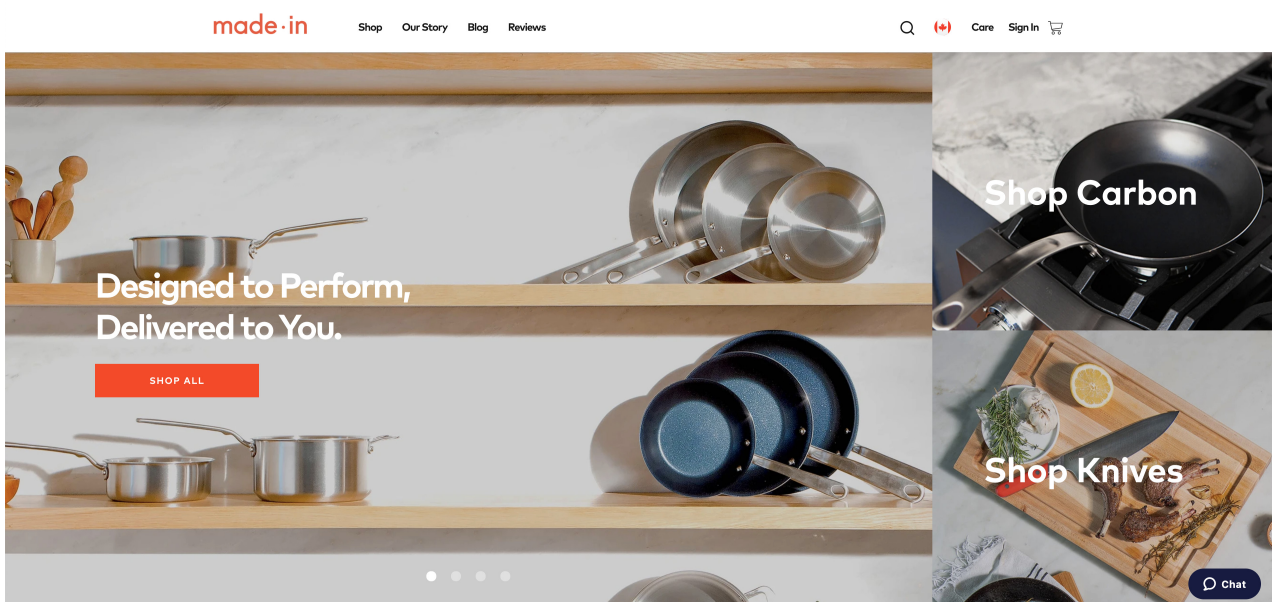 made·in
Shop Our Story Blog Reviews
Care Sign In
Designed to Perform,
Delivered to You.
SHOP ALL
Shop Carbon
Shop Knives
Chat